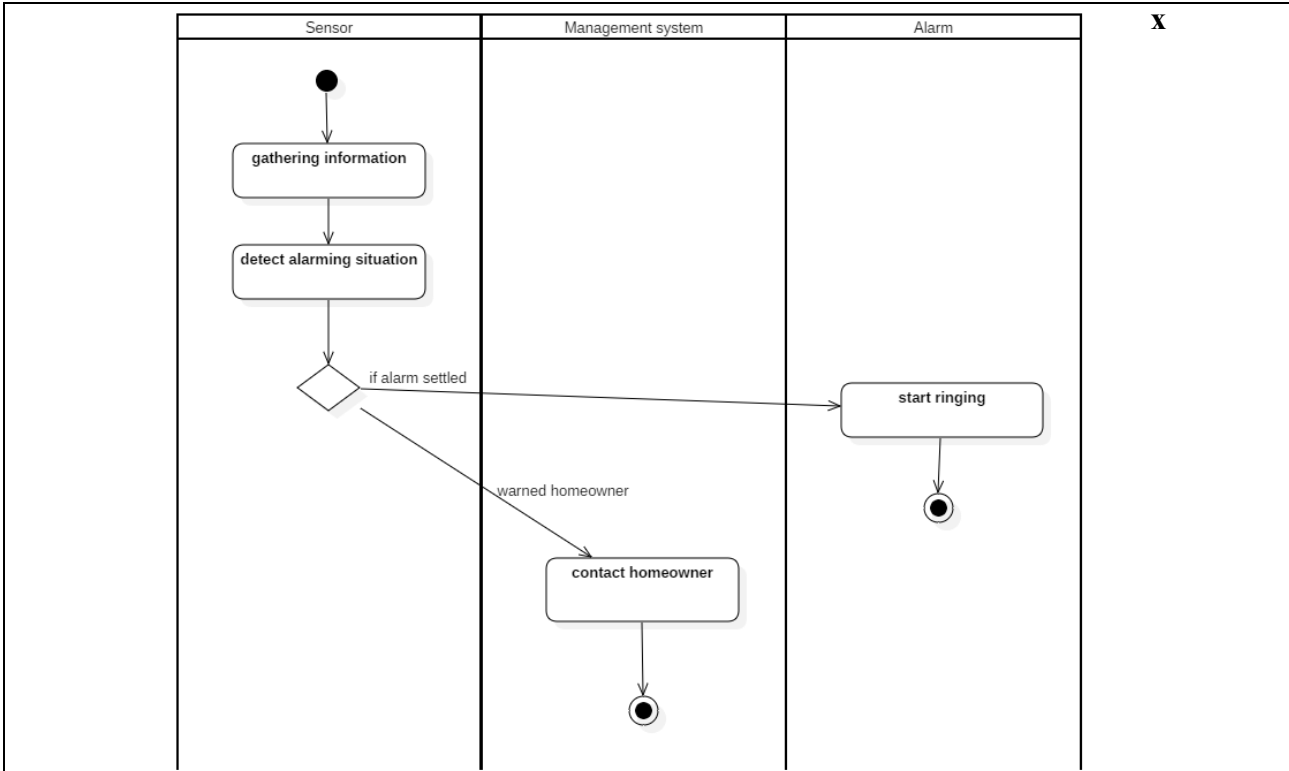 Sensor
Management system
Alarm
x
gathering information
detect alarming situation
if alarm settled
start ringing
warned homeowner
contact homeowner